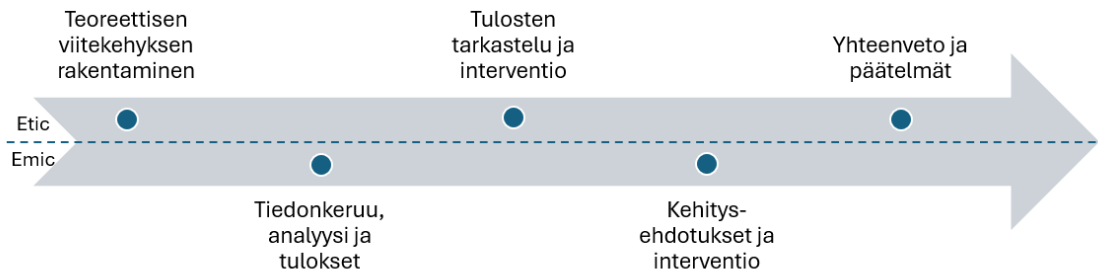 Teoreettisen
viitekehyksen
rakentaminen
Tulosten
tarkastelu ja
interventio
Yhteenveto ja
päätelmät
Etic
Emic
Tiedonkeruu,
analyysi ja
tulokset
Kehitys-
ehdotukset ja
interventio